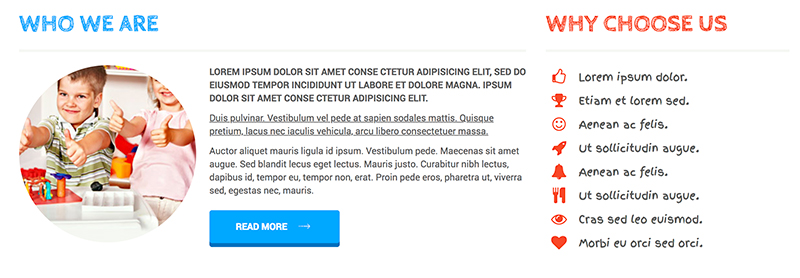 WHO WE ARE
LOREM IPSUM DOLOR SIT AMET CONSE CTETUR ADIPISICING ELIT, SED DO
EIUSMOD TEMPOR INCIDIDUNT UT LABORE ET DOLORE MAGNA. IPSUM
DOLOR SIT AMET CONSE CTETUR ADIPISICING ELIT.
Duis pulvinar. Vestibulum vel pede at sapien sodales mattis. Quisque
pretium, lacus nec iaculis vehicula, arcu libero consectetuer massa.
Auctor aliquet mauris ligula id ipsum. Vestibulum pede. Maecenas sit amet
augue. Sed blandit lecus eget lectus. Mauris justo. Curabitur nibh lectus,
dapibus id, tempor eu, tempor non, erat. Proin pede eros, pharetra ut, viverra
sed, egestas nec, mauris.
READ MORE
WHY CHOOSE US
Lorem ipsum dolor.
Etiam et lorem sed.
Aenean ac felis.
Ut sollicitudin augue.
Aenean ac felis.
Ut sollicitudin augue.
Cras sed leo euismod.
Morbi eu orci sed orci.